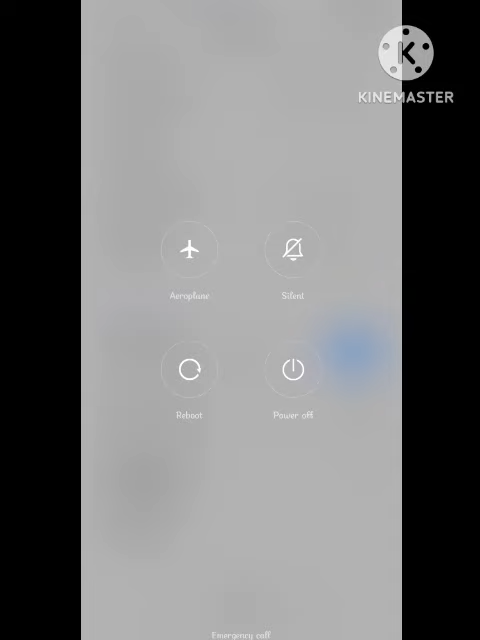 KINEMASTER
Aeroplane
Silent
Reboot
Power off
Emergency call